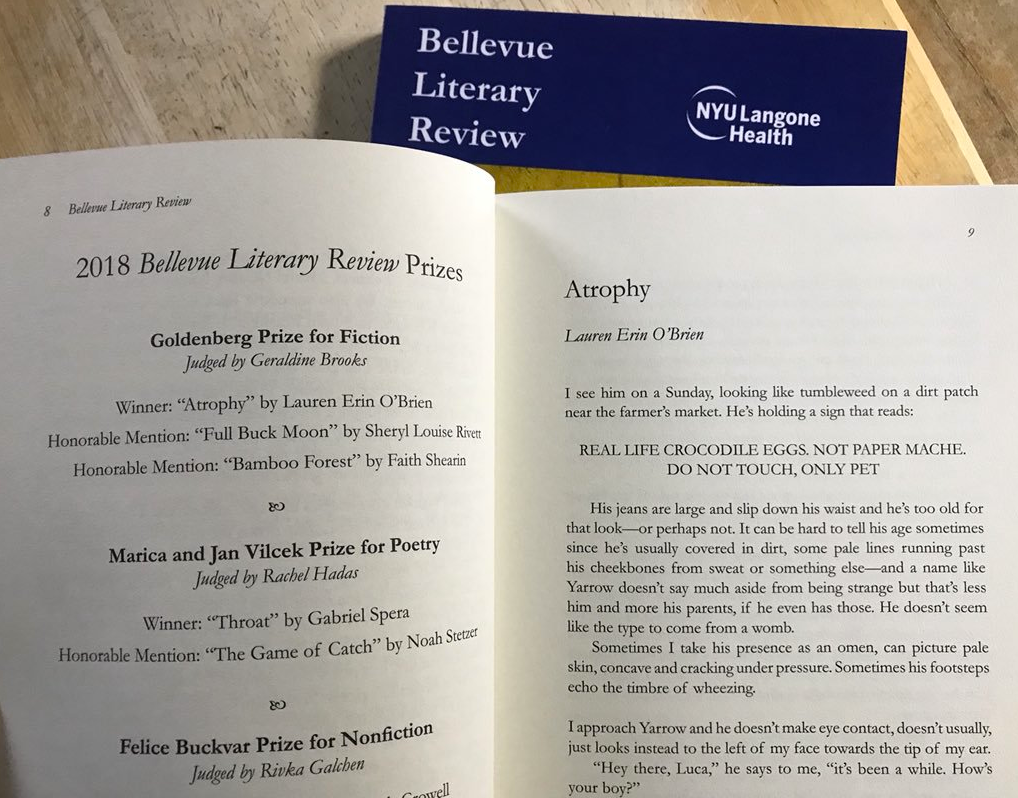 Bellevue
Literary
Review
NYU Langone
Health
8 Bellevue Literary Review
2018 Bellevue Literary Review Prizes
Goldenberg Prize for Fiction
Judged by Geraldine Brooks
Winner: “Atrophy” by Lauren Erin O’Brien
Honorable Mention: “Full Buck Moon” by Sheryl Louise Rivett
Honorable Mention: “Bamboo Forest” by Faith Shearin
Marica and Jan Vilcek Prize for Poetry
Judged by Rachel Hadas
Winner: “Throat” by Gabriel Spera
Honorable Mention: “The Game of Catch” by Noah Stetzer
Felice Buckvar Prize for Nonfiction
Judged by Rivka Galchen
Crowell
9
Atrophy
Lauren Erin O’Brien
I see him on a Sunday, looking like tumbleweed on a dirt patch
near the farmer’s market. He’s holding a sign that reads:
REAL LIFE CROCODILE EGGS. NOT PAPER MACHE.
DO NOT TOUCH, ONLY PET
His jeans are large and slip down his waist and he’s too old for
that look—or perhaps not. It can be hard to tell his age sometimes
since he’s usually covered in dirt, some pale lines running past
his cheekbones from sweat or something else—and a name like
Yarrow doesn’t say much aside from being strange but that’s less
him and more his parents, if he even has those. He doesn’t seem
like the type to come from a womb.
Sometimes I take his presence as an omen, can picture pale
skin, concave and cracking under pressure. Sometimes his footsteps
echo the timbre of wheezing.
I approach Yarrow and he doesn’t make eye contact, doesn’t usually,
just looks instead to the left of my face towards the tip of my ear.
“Hey there, Luca,” he says to me, “it’s been a while. How’s
your boy?”